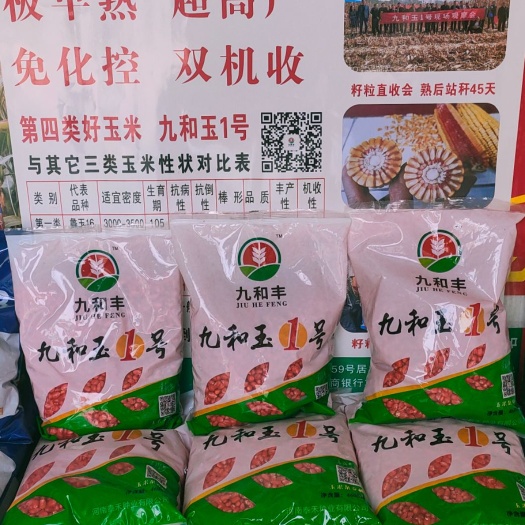 极早熟 超高产
免化控 双机收
第四类好玉米 九和玉1号
与其它三类玉米性状对比表
类别 代表品种 适宜密度 生育期 抗病性 抗倒性 棒形 品质 丰产性 机收性
第一类 3000-3500 105
九和玉1号现场观摩会
籽粒直收会 熟后站秆45天
九和丰
JIU HE FENG
九和玉1号
九和丰
JIU HE FENG
九和玉1号
九和丰
JIU HE FENG
九和玉1号
59号居
商银行
九和玉1号
九和玉1号
九和玉1号